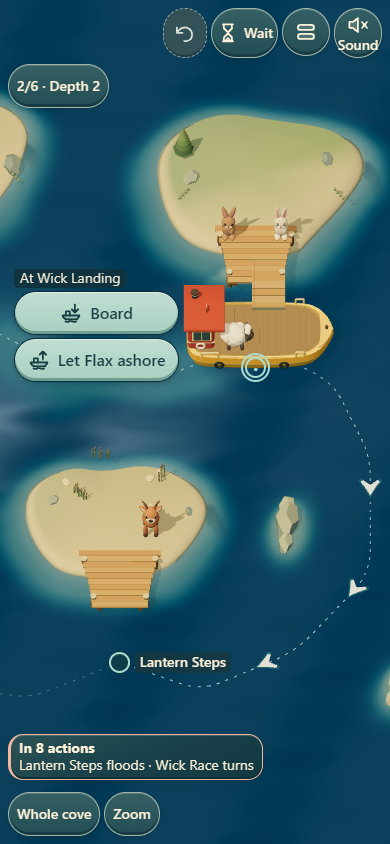 Wait
Sound
2/6 · Depth 2
At Wick Landing
Board
Let Flax ashore
Lantern Steps
In 8 actions
Lantern Steps floods · Wick Race turns
Whole cove
Zoom